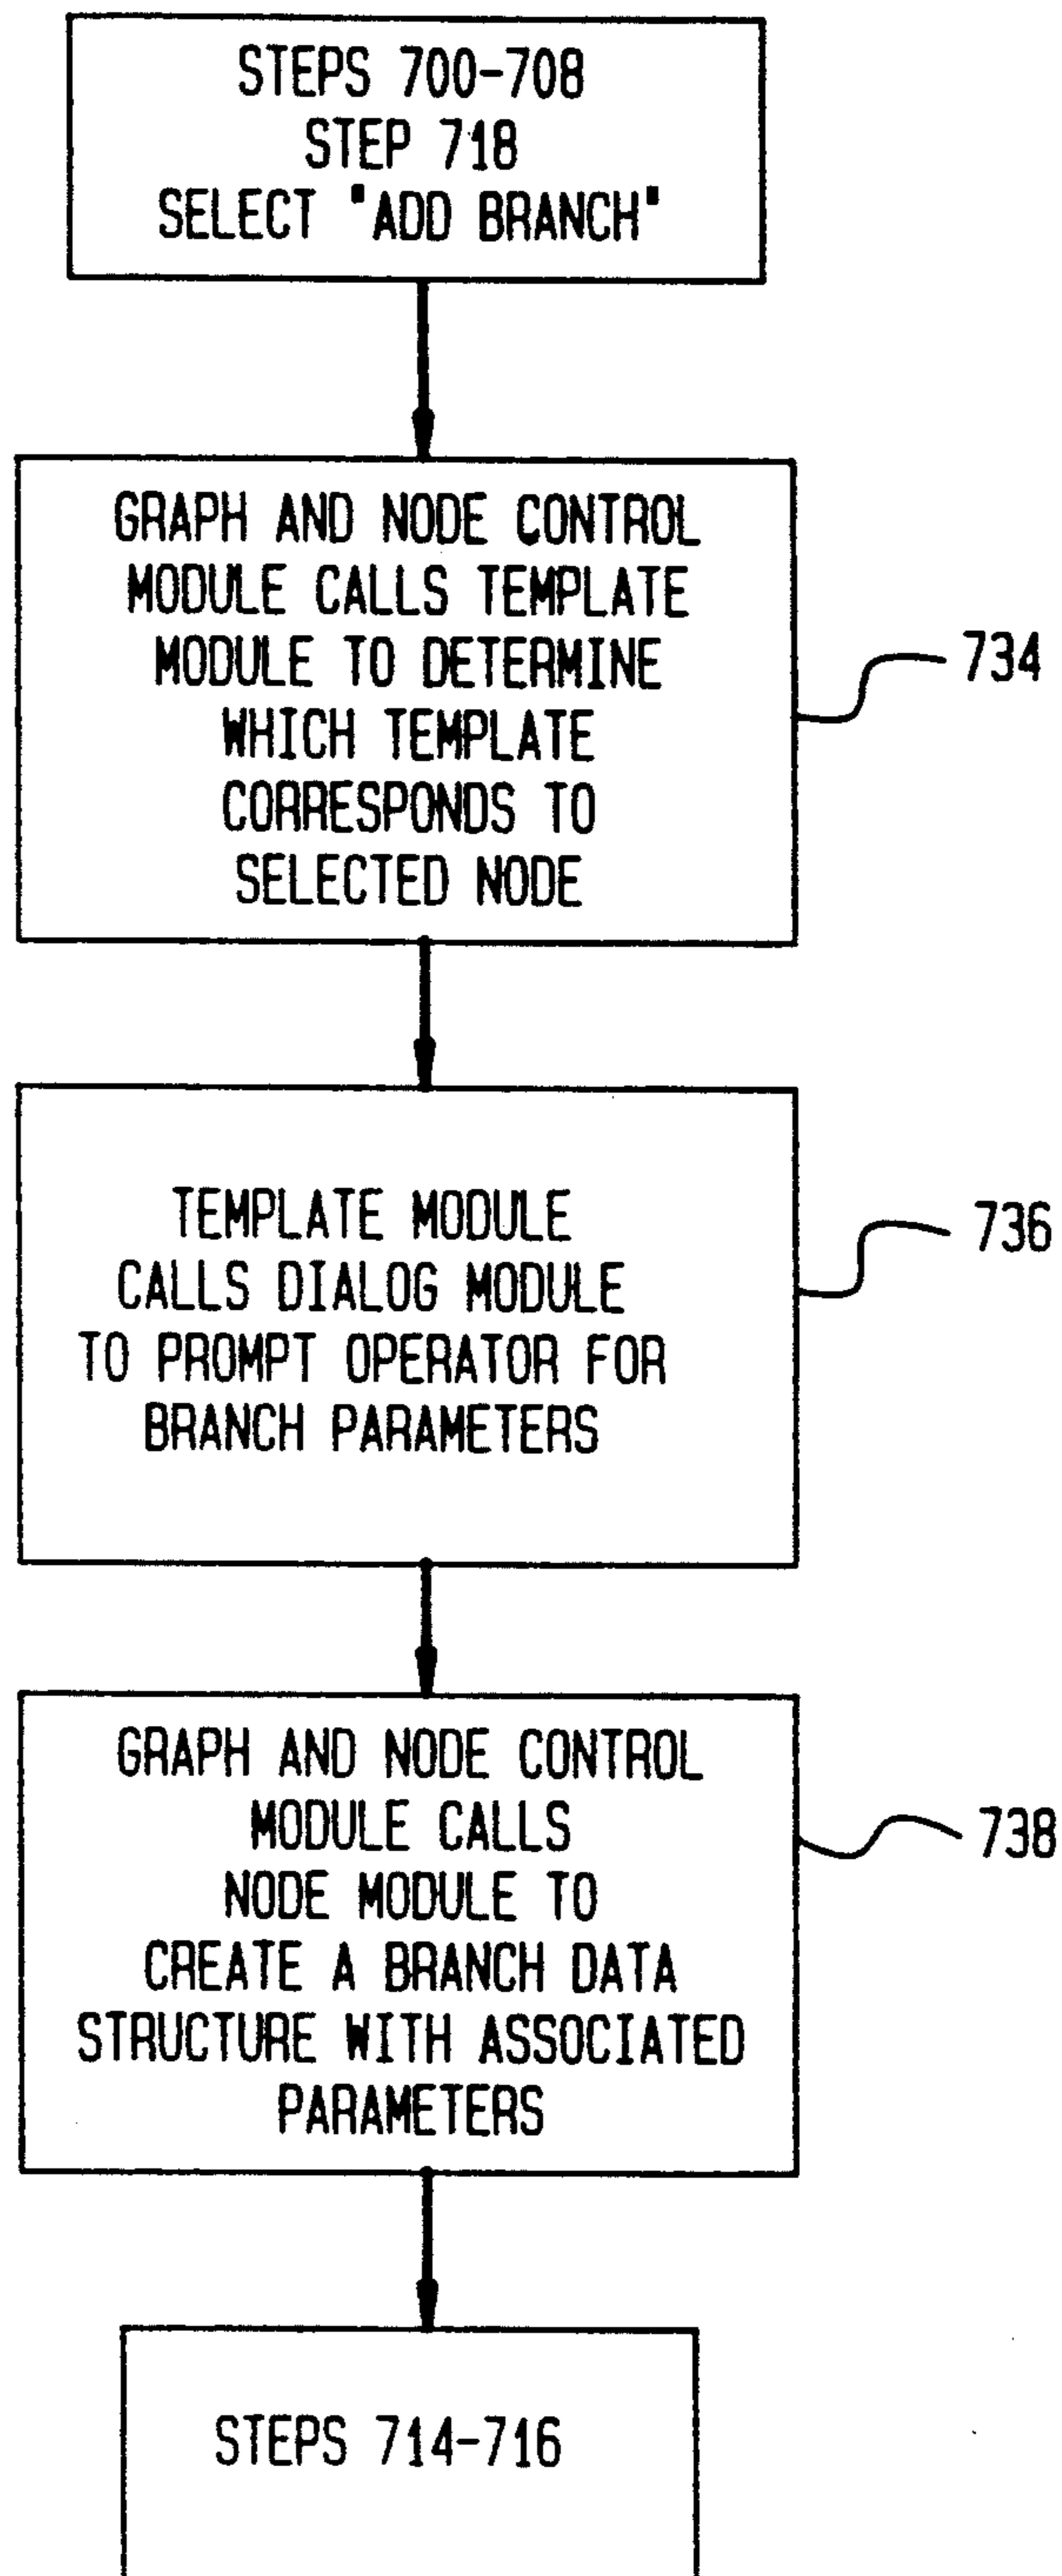 STEPS 700-708
STEP 718
SELECT "ADD BRANCH"
GRAPH AND NODE CONTROL
MODULE CALLS TEMPLATE
MODULE TO DETERMINE
WHICH TEMPLATE
CORRESPONDS TO
SELECTED NODE
734
TEMPLATE MODULE
CALLS DIALOG MODULE
TO PROMPT OPERATOR FOR
BRANCH PARAMETERS
736
GRAPH AND NODE CONTROL
MODULE CALLS
NODE MODULE TO
CREATE A BRANCH DATA
STRUCTURE WITH ASSOCIATED
PARAMETERS
738
STEPS 714-716